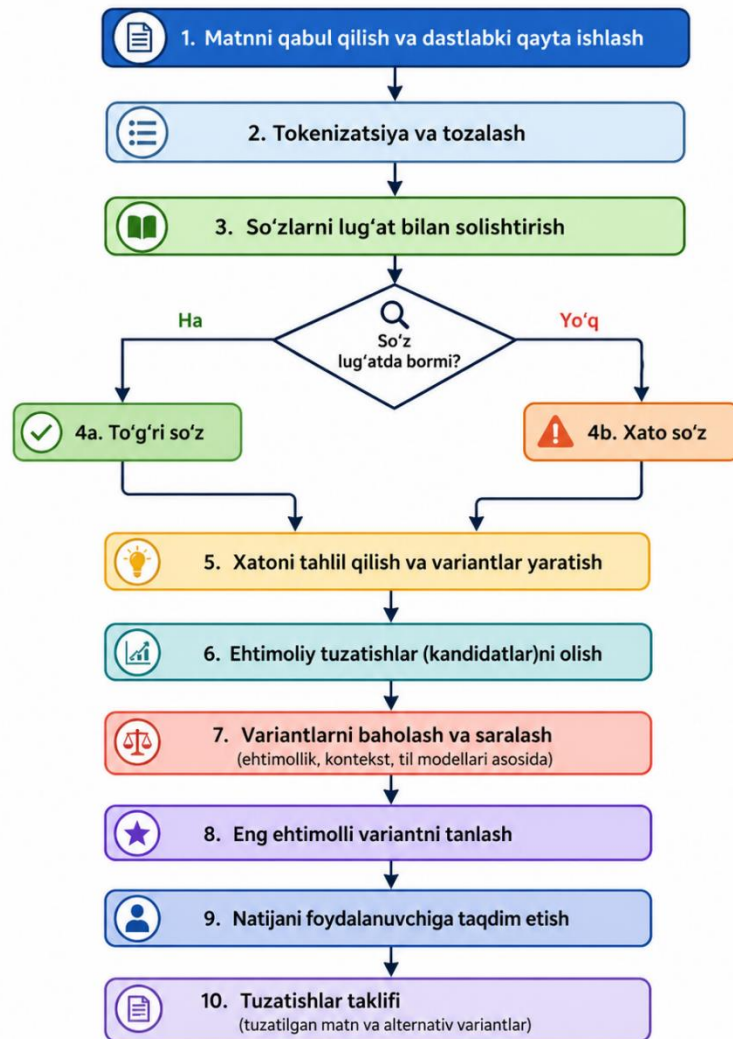 1. Matnni qabul qilish va dastlabki qayta ishlash
2. Tokenizatsiya va tozalash
3. So‘zlarni lug‘at bilan solishtirish
Ha
So‘z
lug‘atda bormi?
Yo‘q
4a. To‘g‘ri so‘z
4b. Xato so‘z
5. Xatoni tahlil qilish va variantlar yaratish
6. Ehtimoliy tuzatishlar (kandidatlar)ni olish
7. Variantlarni baholash va saralash
(ehtimollik, kontekst, til modellari asosida)
8. Eng ehtimolli variantni tanlash
9. Natijani foydalanuvchiga taqdim etish
10. Tuzatishlar taklifi
(tuzatilgan matn va alternativ variantlar)